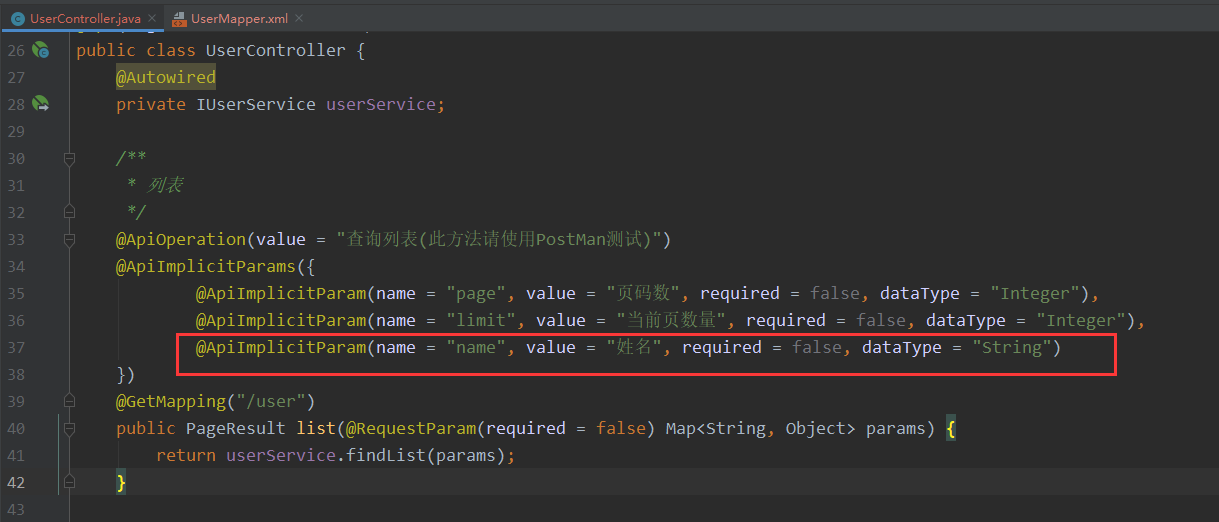 UserController.java × UserMapper.xml ×
26 public class UserController {
27 @Autowired
28 private IUserService userService;
29
30 /**
31 * 列表
32 */
33 @ApiOperation(value = "查询列表(此方法请使用PostMan测试)")
34 @ApiImplicitParams({
35 @ApiImplicitParam(name = "page", value = "页码数", required = false, dataType = "Integer"),
36 @ApiImplicitParam(name = "limit", value = "当前页数量", required = false, dataType = "Integer"),
37 @ApiImplicitParam(name = "name", value = "姓名", required = false, dataType = "String")
38 })
39 @GetMapping("/user")
40 public PageResult list(@RequestParam(required = false) Map<String, Object> params) {
41 return userService.findList(params);
42 }
43